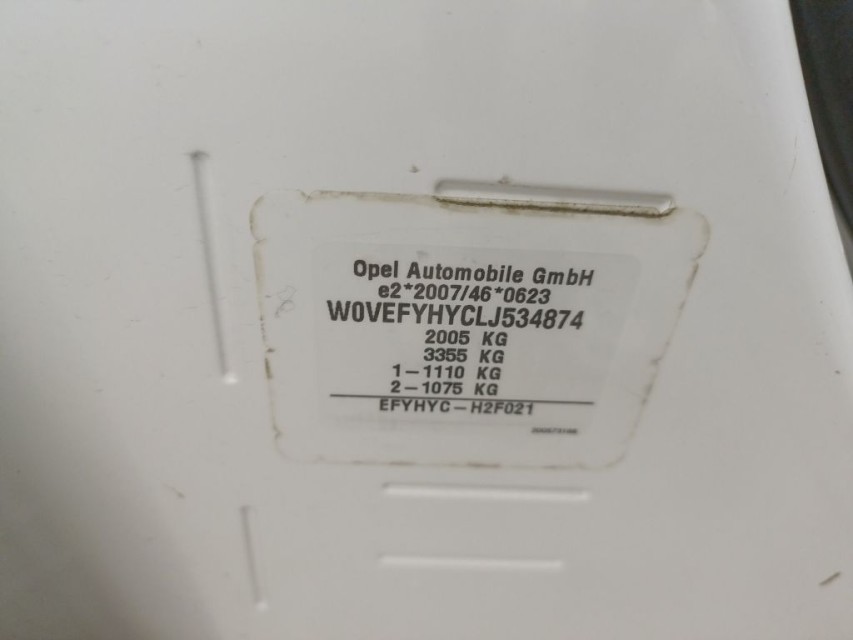 Opel Automobile GmbH
e2*2007/46*0623
W0VEFYHYCLJ534874
2005 KG
3355 KG
1-1110 KG
2-1075 KG
EFYHYC-H2F021